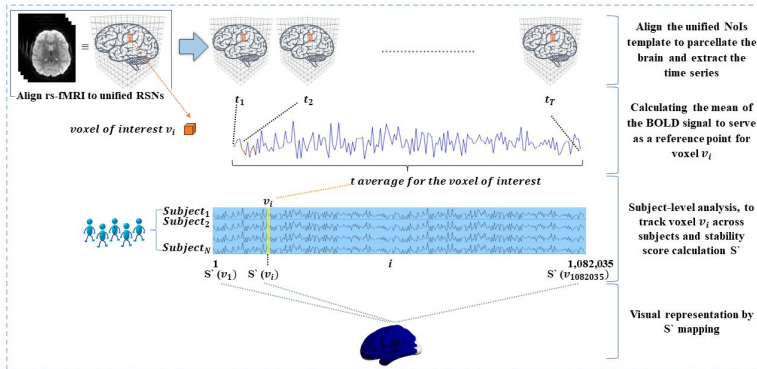 Align rs-fMRI to unified RSNs
Align the unified NoIs
template to parcellate the
brain and extract the
time series
t1
t2
tT
voxel of interest vi
t average for the voxel of interest
Calculating the mean of
the BOLD signal to serve
as a reference point for
voxel vi
vi
Subject1
Subject2
SubjectN
1
i
1,082,035
S`(v1)
S`(vi)
S`(v1082035)
Subject-level analysis, to
track voxel vi across
subjects and stability
score calculation S`
Visual representation by
S` mapping